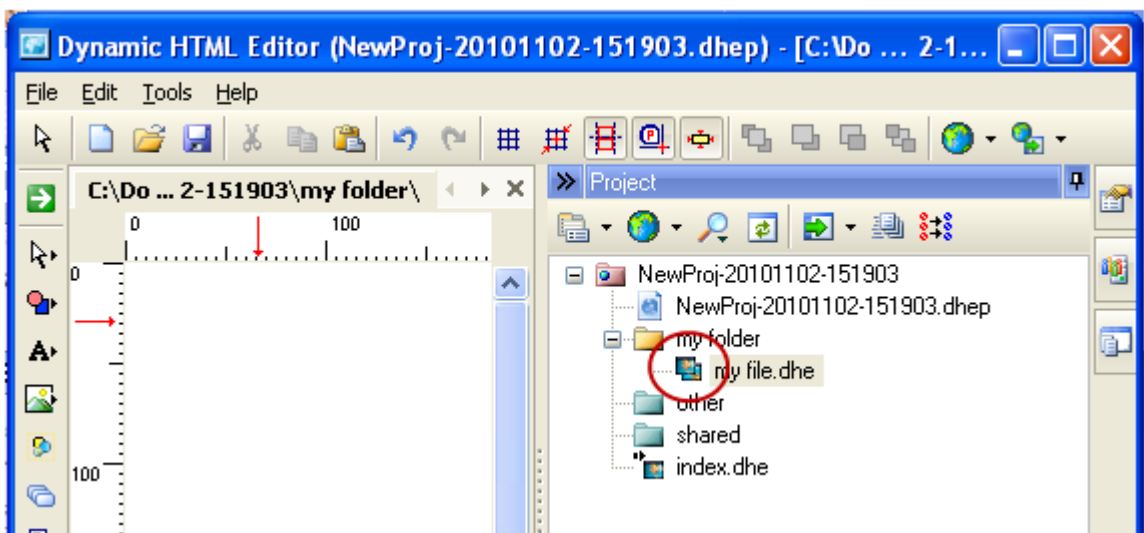 Dynamic HTML Editor (NewProj-20101102-151903.dhep) - [C:\Do ... 2-1...
File Edit Tools Help
C:\Do ... 2-151903\my folder\
Project
0 100
0
100
NewProj-20101102-151903
NewProj-20101102-151903.dhep
my folder
my file.dhe
other
shared
index.dhe